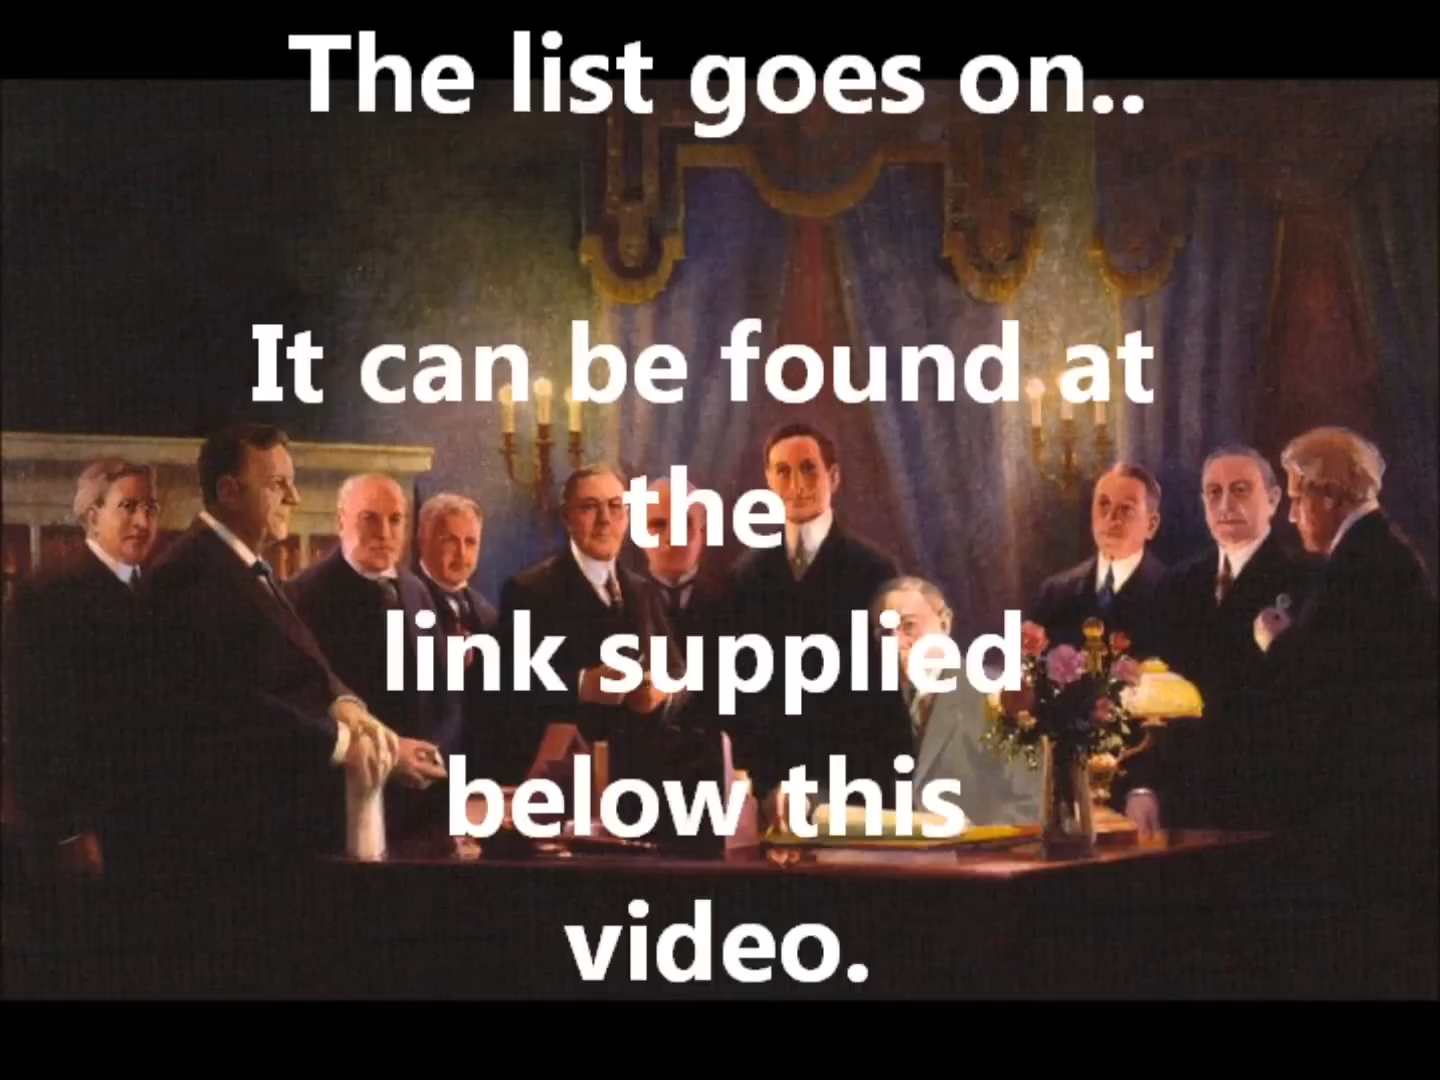 The list goes on..
It can be found at
the
link supplied
below this
video.